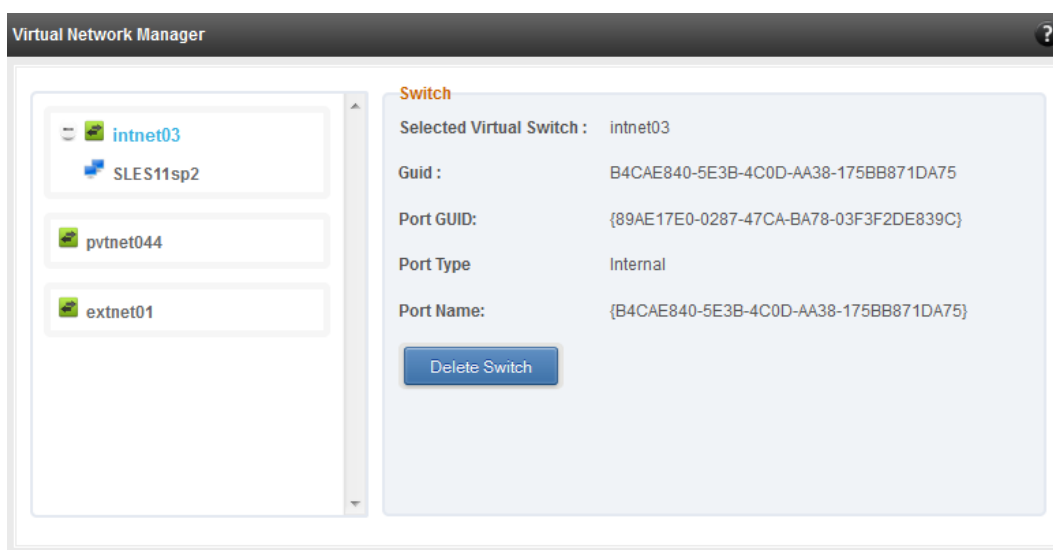 Virtual Network Manager
?
intnet03
SLES11sp2
pvtnet044
extnet01
Switch
Selected Virtual Switch : intnet03
Guid : B4CAE840-5E3B-4C0D-AA38-175BB871DA75
Port GUID: {89AE17E0-0287-47CA-BA78-03F3F2DE839C}
Port Type Internal
Port Name: {B4CAE840-5E3B-4C0D-AA38-175BB871DA75}
Delete Switch